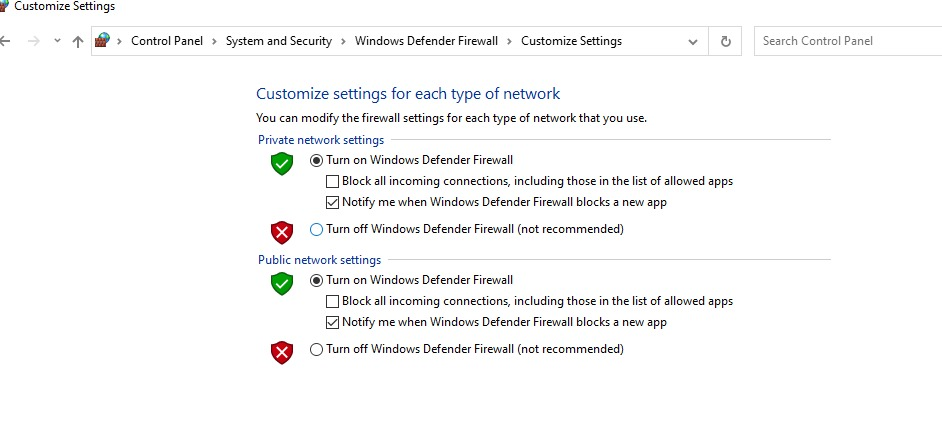 Customize Settings
Control Panel > System and Security > Windows Defender Firewall > Customize Settings
Search Control Panel
Customize settings for each type of network
You can modify the firewall settings for each type of network that you use.
Private network settings
Turn on Windows Defender Firewall
Block all incoming connections, including those in the list of allowed apps
Notify me when Windows Defender Firewall blocks a new app
Turn off Windows Defender Firewall (not recommended)
Public network settings
Turn on Windows Defender Firewall
Block all incoming connections, including those in the list of allowed apps
Notify me when Windows Defender Firewall blocks a new app
Turn off Windows Defender Firewall (not recommended)